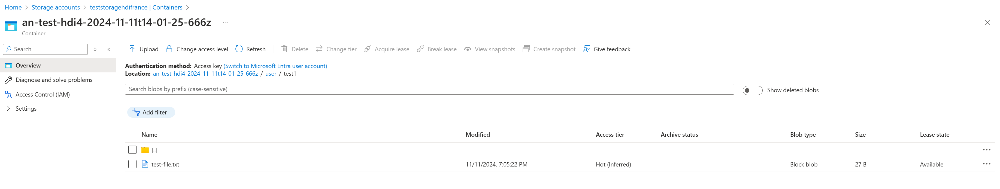 Home > Storage accounts > teststoragehdifrance | Containers >
an-test-hdi4-2024-11-11t14-01-25-666z ...
Container
Search
Upload Change access level Refresh Delete Change tier Acquire lease Break lease View snapshots Create snapshot Give feedback
Overview
Diagnose and solve problems
Access Control (IAM)
Settings
Authentication method: Access key (Switch to Microsoft Entra user account)
Location: an-test-hdi4-2024-11-11t14-01-25-666z / user / test1
Search blobs by prefix (case-sensitive)
Show deleted blobs
Add filter
Name Modified Access tier Archive status Blob type Size Lease state
[..]
test-file.txt 11/11/2024, 7:05:22 PM Hot (Inferred) Block blob 27 B Available